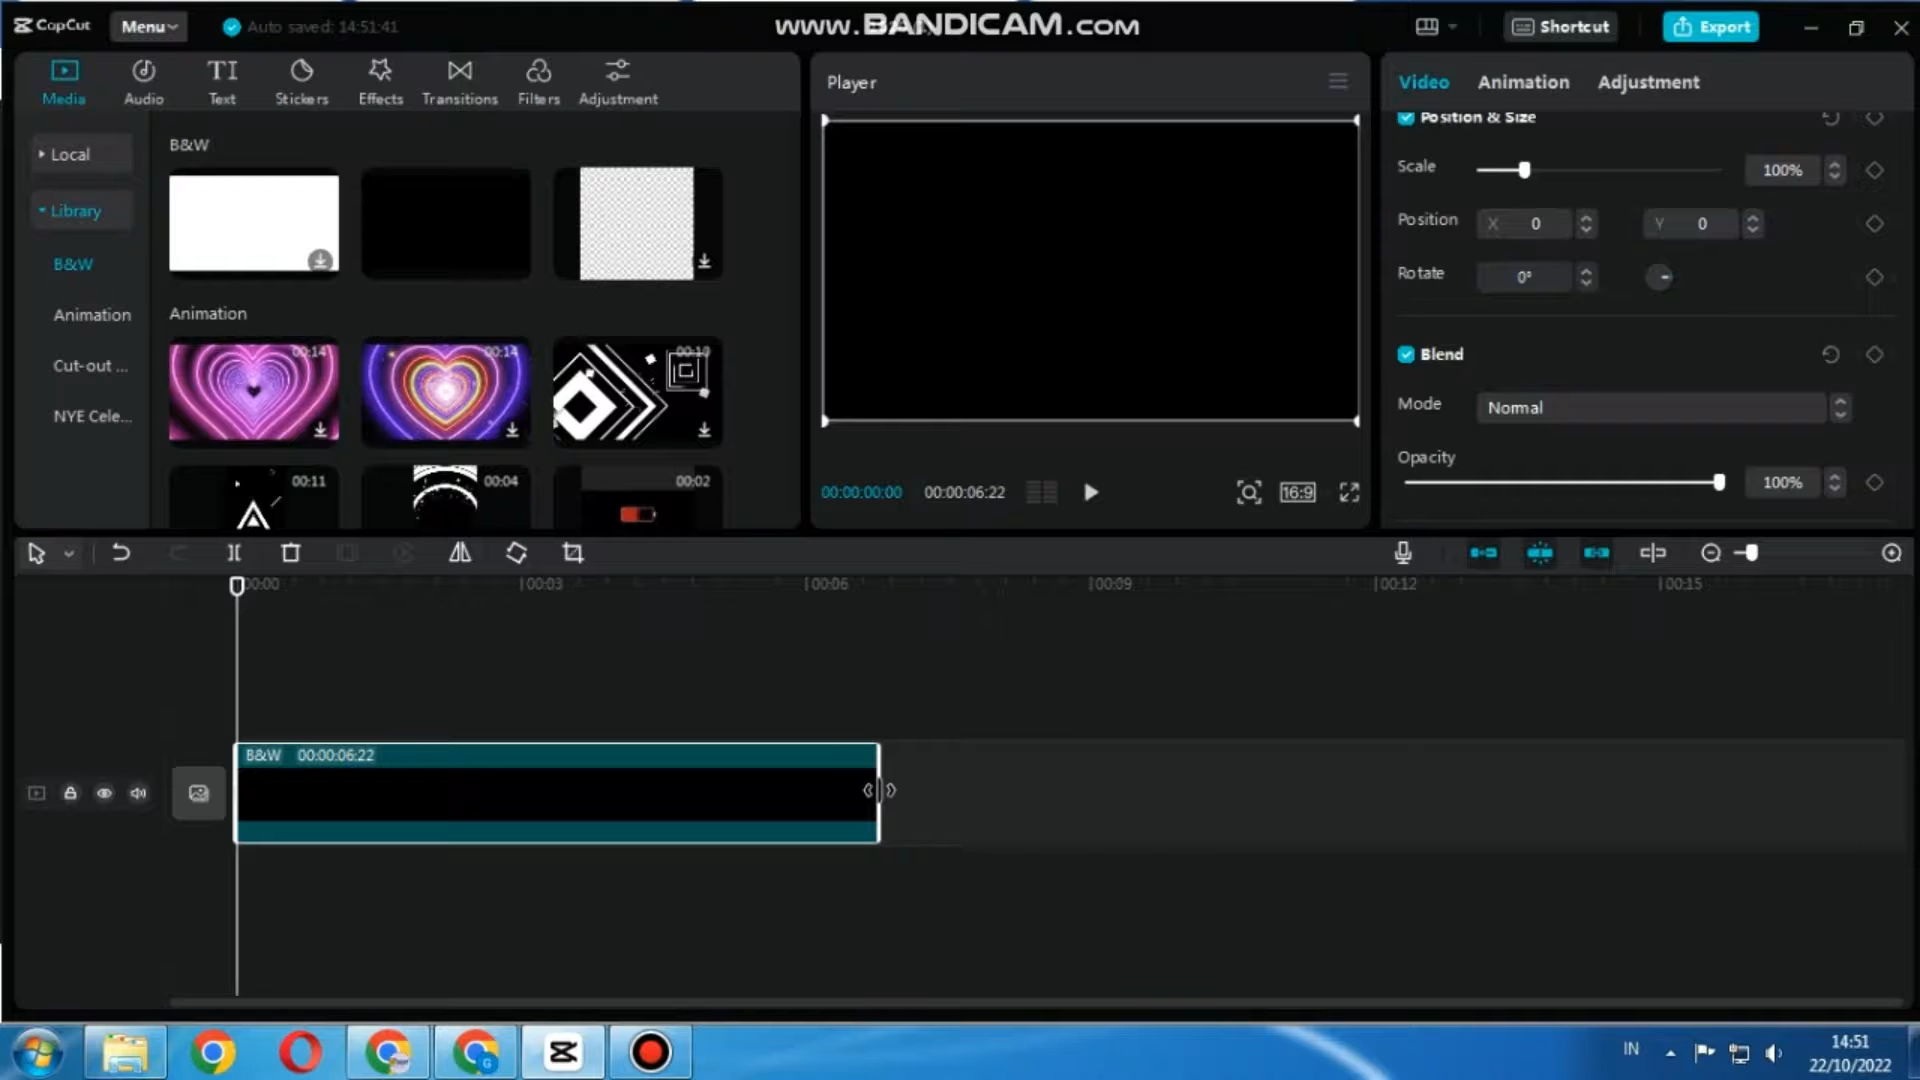 CapCut
Menu
Auto saved: 14:51:41
www.BANDICAM.com
Shortcut
Export
Media
Audio
TI
Text
Stickers
Effects
Transitions
Filters
Adjustment
Player
Video
Animation
Adjustment
Local
Library
B&W
Animation
Cut-out ...
NYE Cele...
B&W
Animation
00:14
00:14
00:10
00:11
00:04
00:02
Position & Size
Scale
100%
Position
X 0
Y 0
Rotate
0°
Blend
Mode
Normal
Opacity
100%
00:00:00:00
00:00:06:22
16:9
00:00
00:03
00:06
00:09
00:12
00:15
B&W 00:00:06:22
IN
14:51
22/10/2022